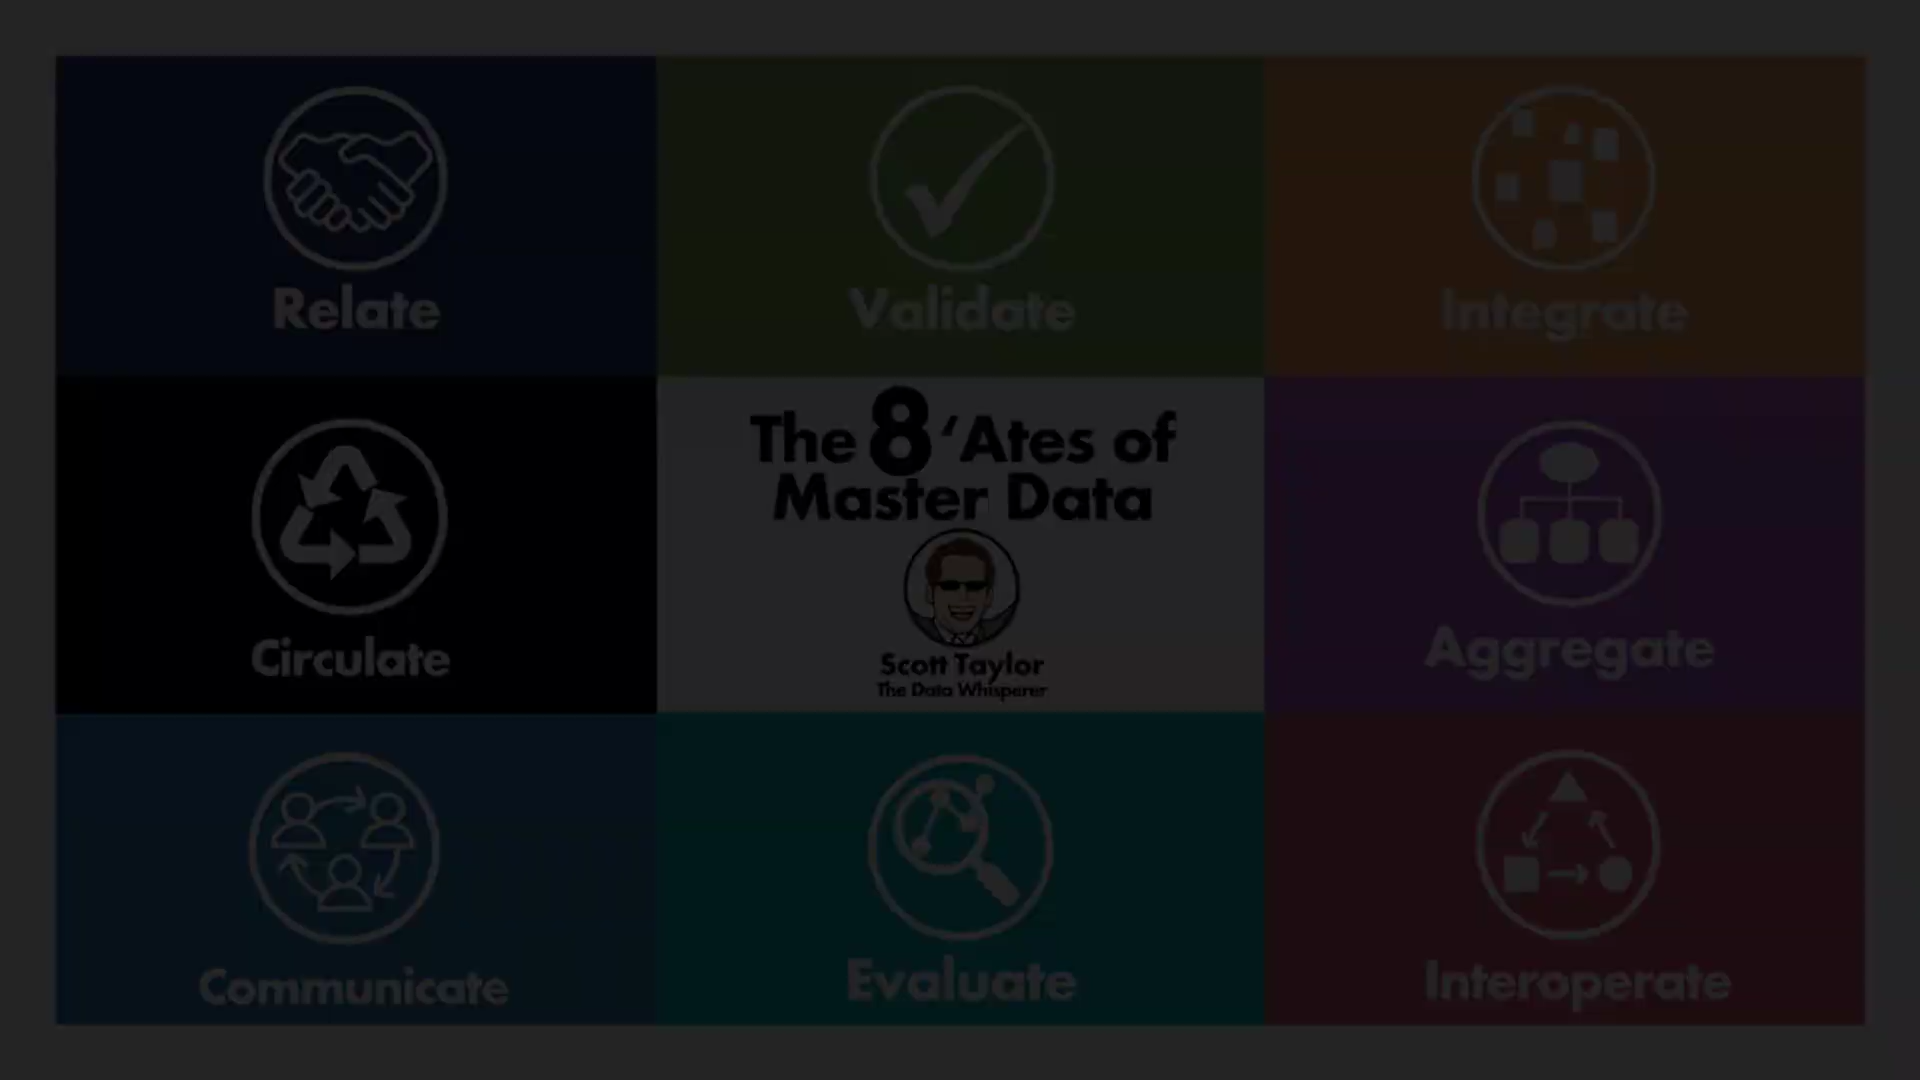 Relate
Validate
Integrate
Circulate
The 8 ‘Ates of
Master Data
Scott Taylor
The Data Whisperer
Aggregate
Communicate
Evaluate
Interoperate